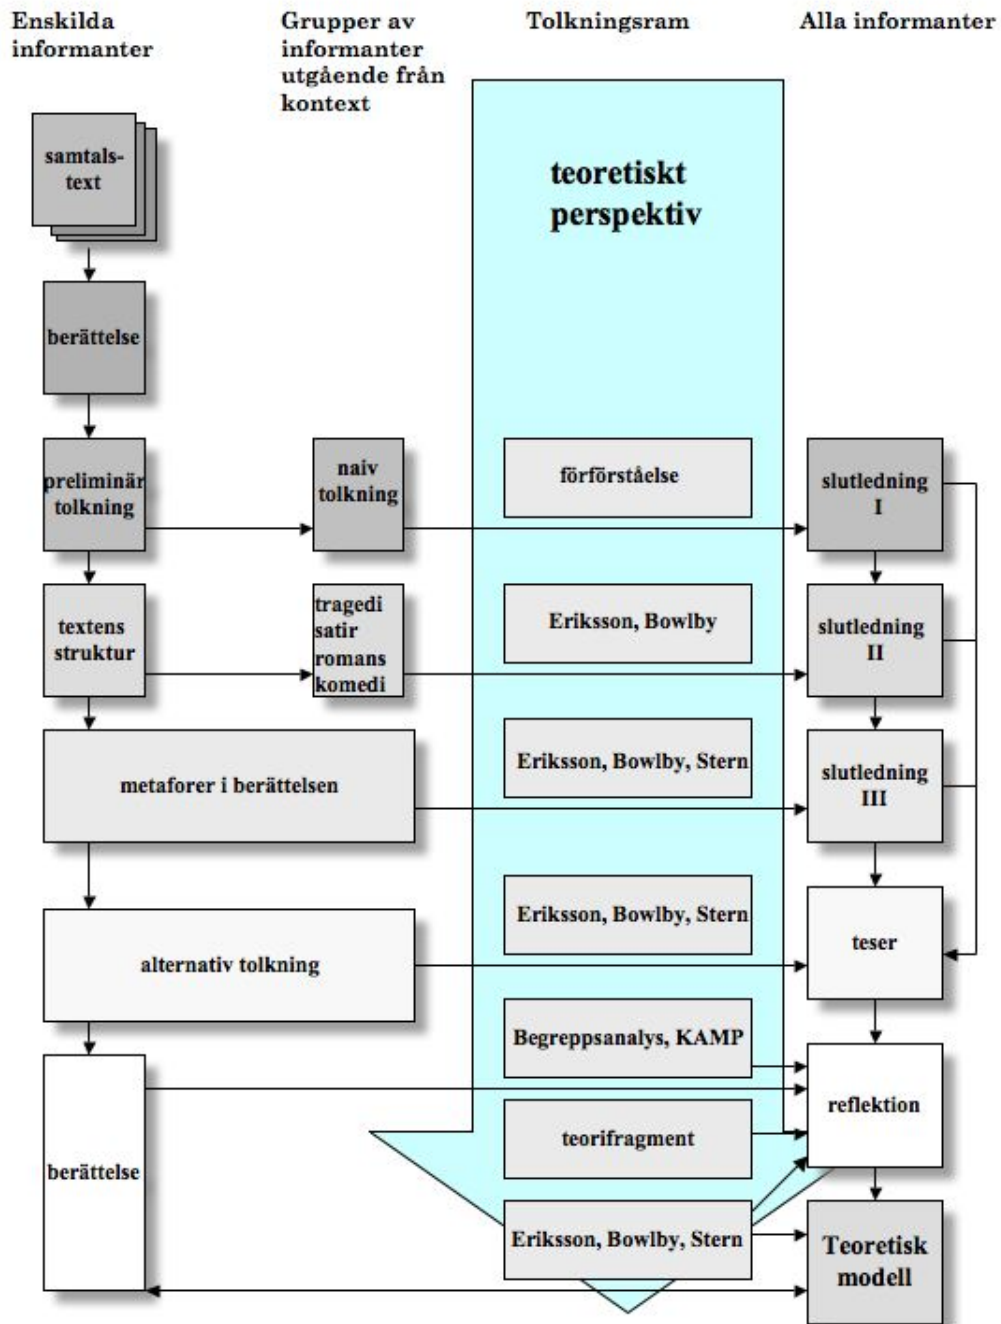 Enskilda
informanter
Grupper av
informanter
utgående från
kontext
Tolkningsram
Alla informanter
teoretiskt
perspektiv
samtals-
text
berättelse
preliminär
tolkning
naiv
tolkning
förförståelse
slutledning
I
textens
struktur
tragedi
satir
romans
komedi
Eriksson, Bowlby
slutledning
II
metaforer i berättelsen
Eriksson, Bowlby, Stern
slutledning
III
alternativ tolkning
Eriksson, Bowlby, Stern
teser
Begreppsanalys, KAMP
reflektion
teorifragment
berättelse
Eriksson, Bowlby, Stern
Teoretisk
modell